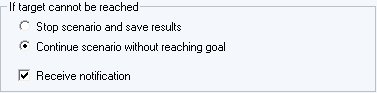 If target cannot be reached
Stop scenario and save results
Continue scenario without reaching goal
Receive notification